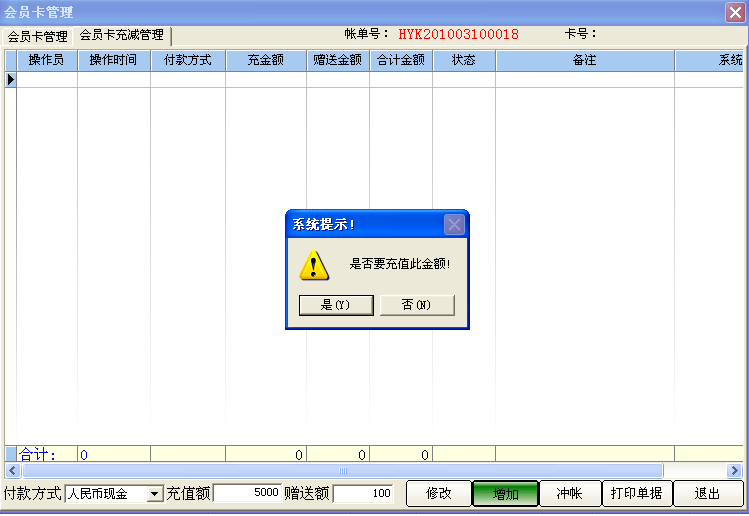 会员卡管理
会员卡管理 会员卡充减管理 帐单号： HYK201003100018 卡号：
操作员 操作时间 付款方式 充金额 赠送金额 合计金额 状态 备注 系统
系统提示!
是否要充值此金额!
是(Y) 否(N)
合计: 0 0 0 0
付款方式 人民币现金 充值额 5000 赠送额 100 修改 增加 冲帐 打印单据 退出